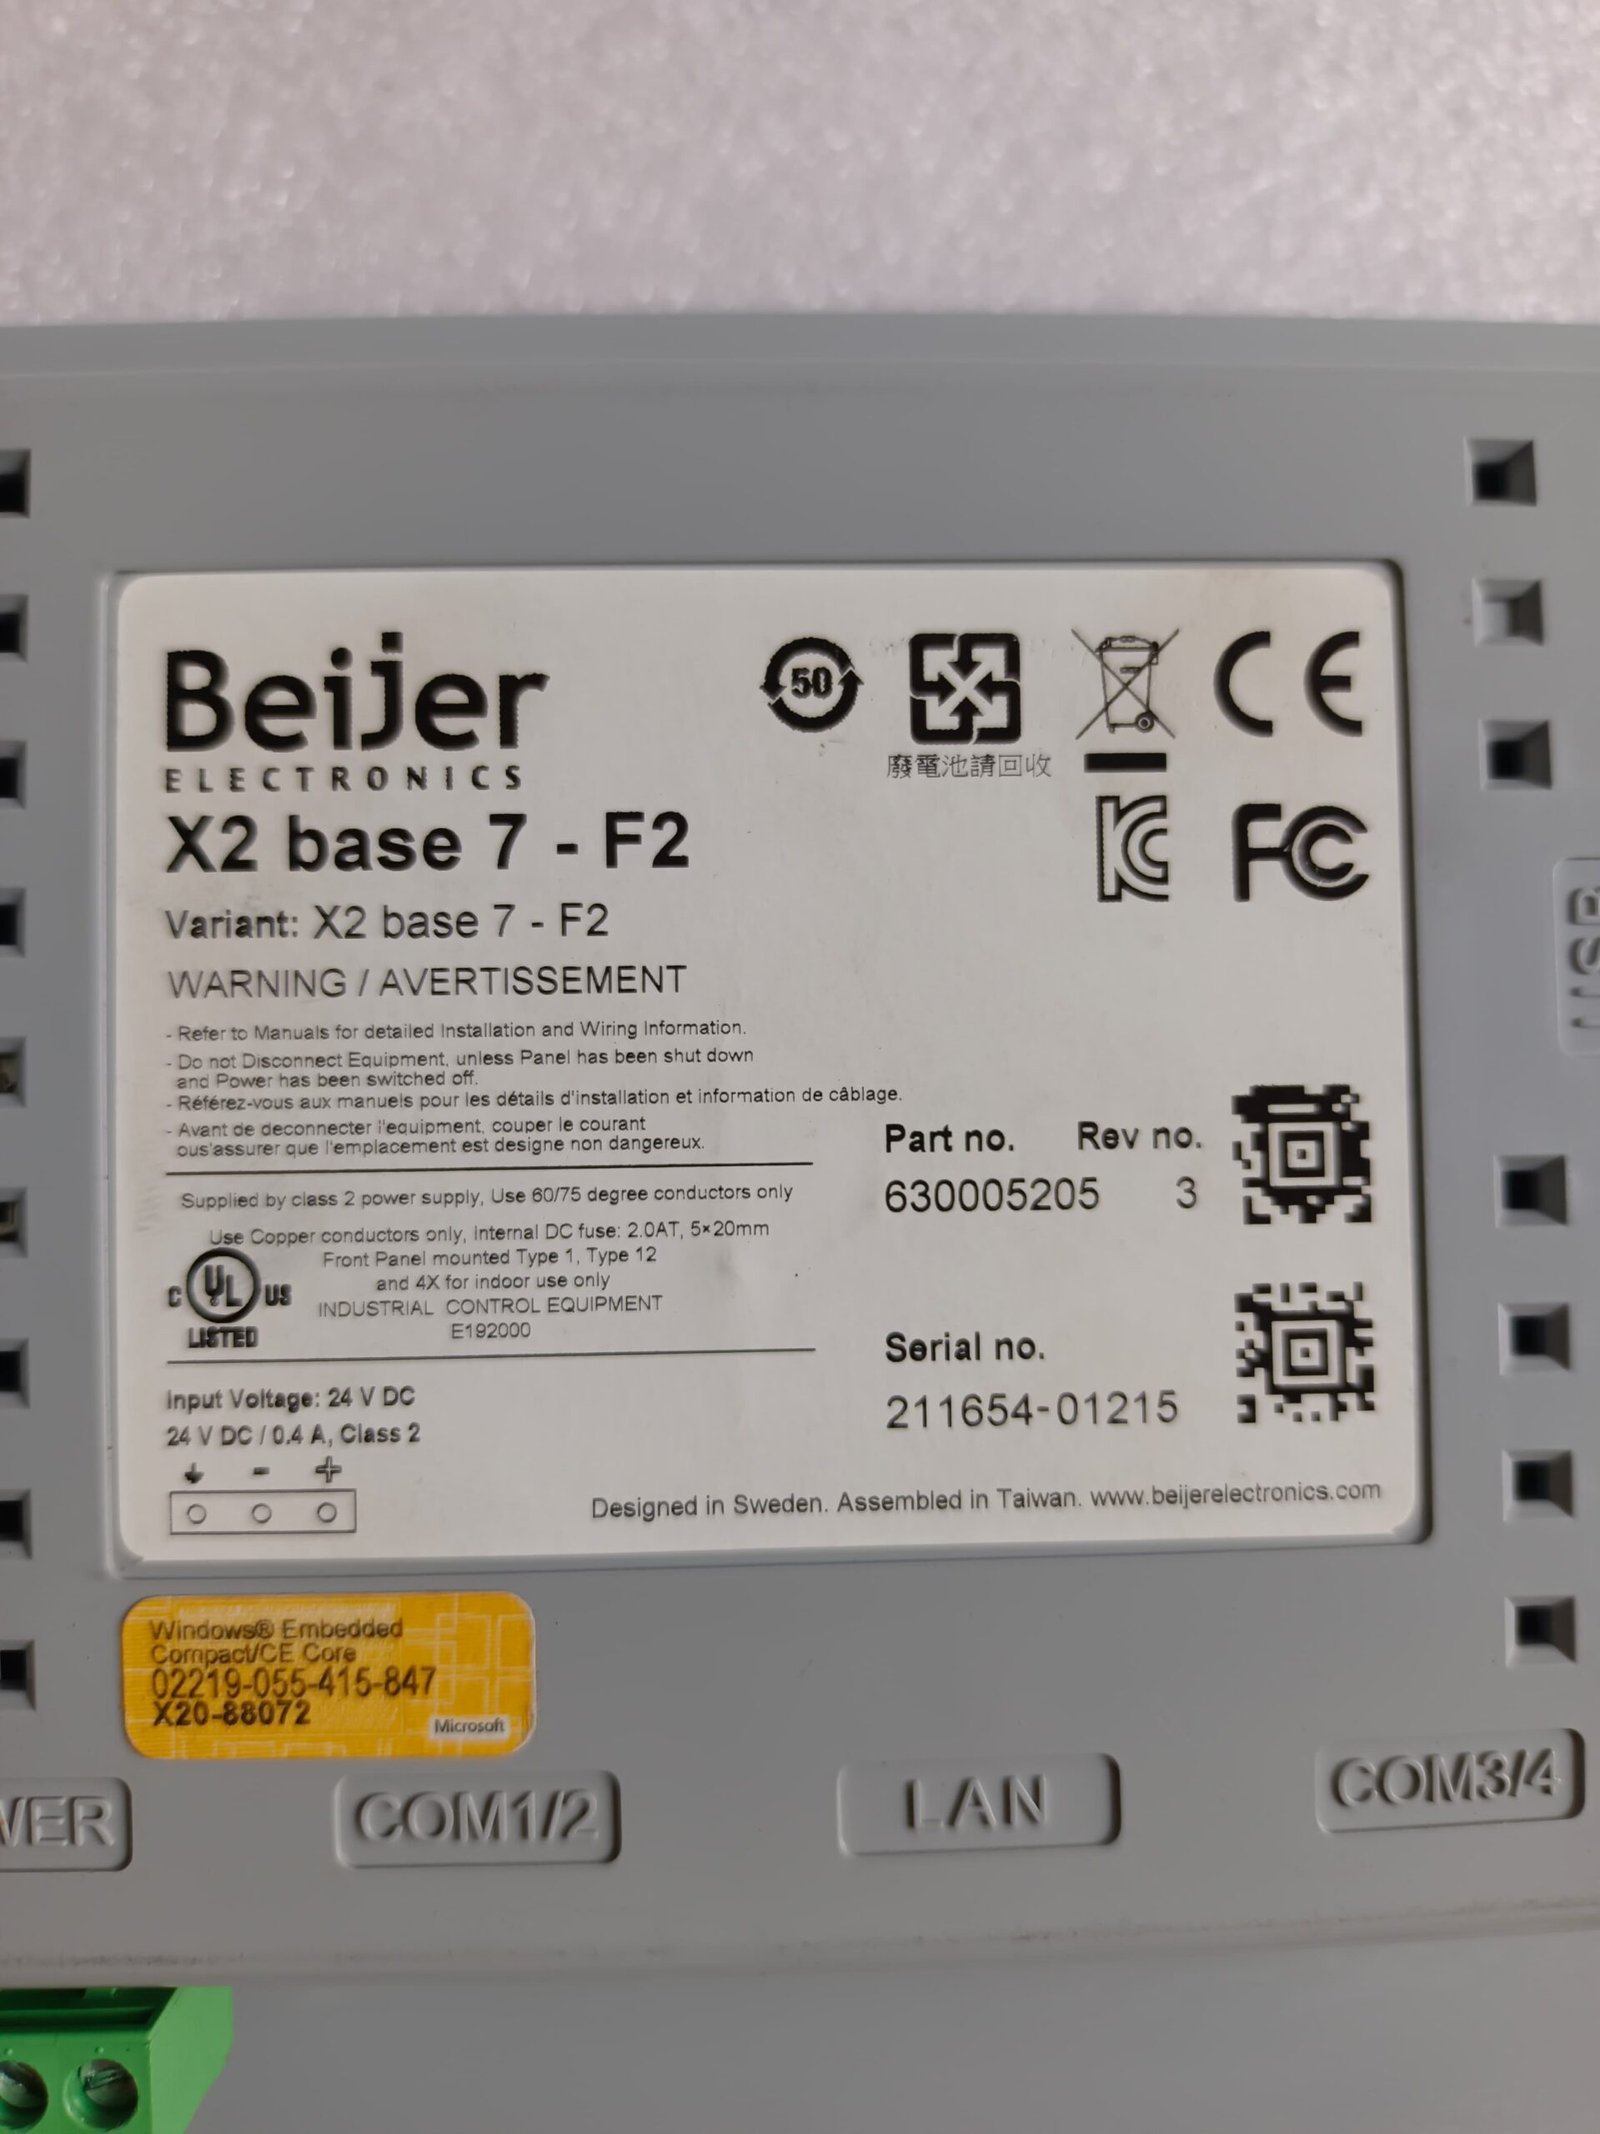 Beijer
ELECTRONICS
50
廢電池請回收
CE
FC
X2 base 7 - F2
Variant: X2 base 7 - F2
WARNING / AVERTISSEMENT
- Refer to Manuals for detailed Installation and Wiring Information.
- Do not Disconnect Equipment, unless Panel has been shut down
and Power has been switched off.
- Référez-vous aux manuels pour les détails d'installation et information de câblage.
- Avant de deconnecter l'equipment, couper le courant
ous'assurer que l'emplacement est designe non dangereux.
Supplied by class 2 power supply, Use 60/75 degree conductors only
Use Copper conductors only, Internal DC fuse: 2.0AT, 5×20mm
Front Panel mounted Type 1, Type 12
and 4X for indoor use only
INDUSTRIAL CONTROL EQUIPMENT
E192000
C UL US
LISTED
Input Voltage: 24 V DC
24 V DC / 0.4 A, Class 2
- +
Part no. Rev no.
630005205 3
Serial no.
211654-01215
Designed in Sweden. Assembled in Taiwan. www.beijerelectronics.com
Windows® Embedded
Compact/CE Core
02219-055-415-847
X20-88072
Microsoft
WER
COM1/2
LAN
COM3/4
USB